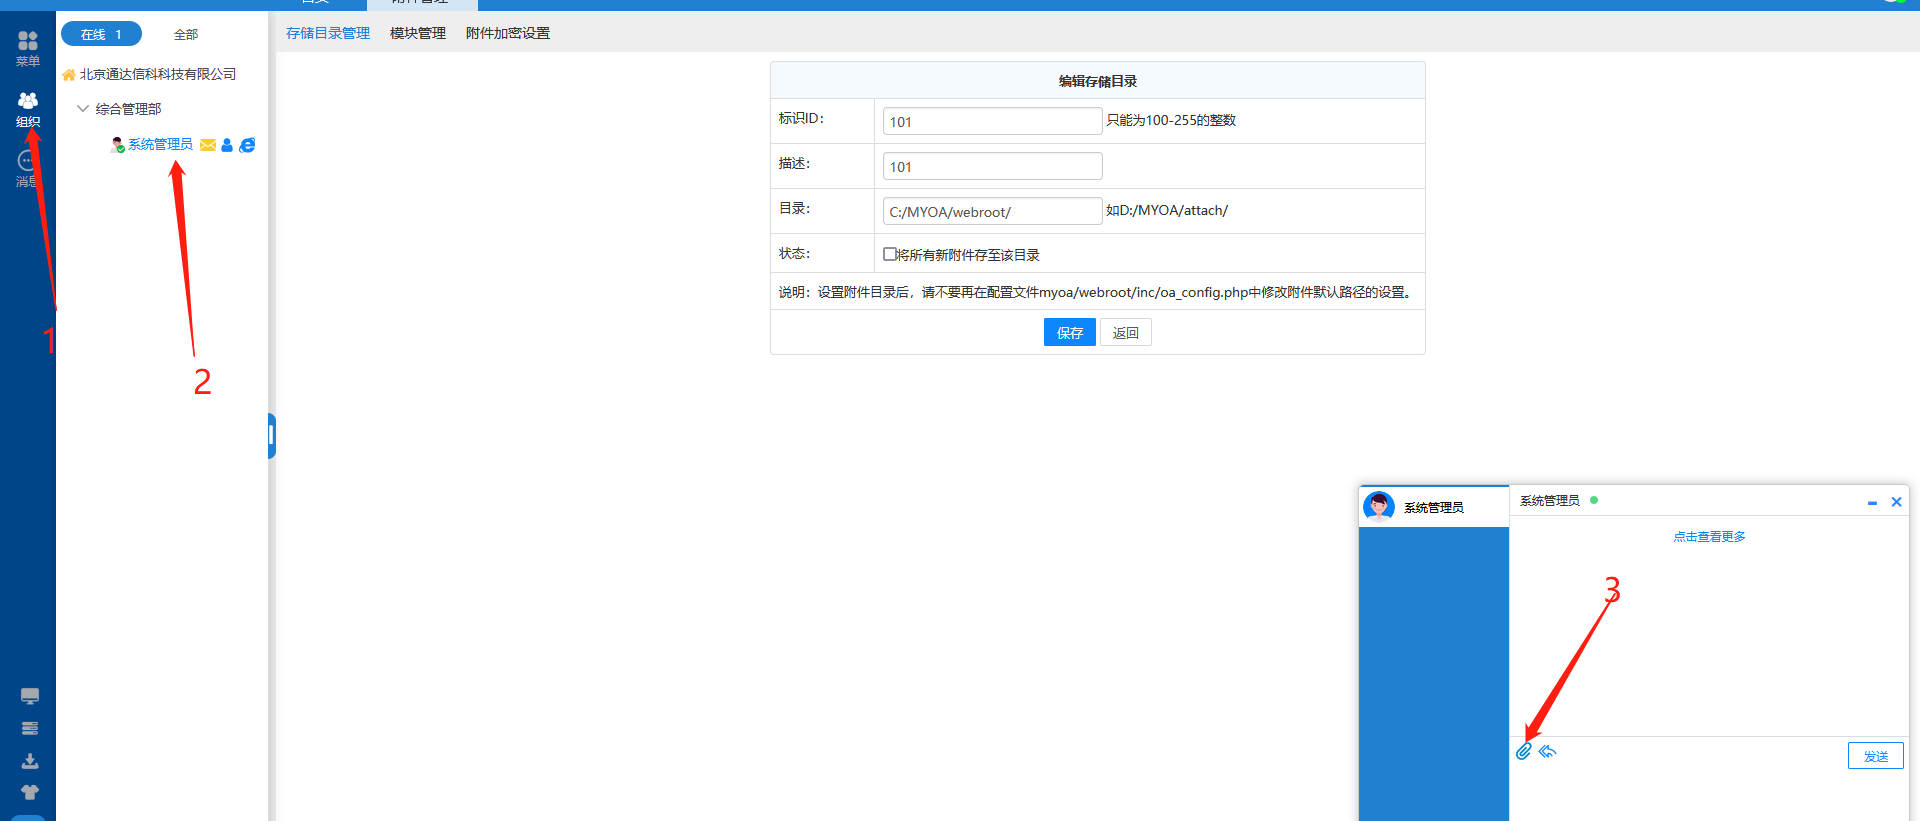 首页 附件管理
菜单
组织
消息
在线 1 全部
北京通达信科科技有限公司
综合管理部
系统管理员
1
2
存储目录管理 模块管理 附件加密设置
编辑存储目录
标识ID： 101 只能为100-255的整数
描述： 101
目录： C:/MYOA/webroot/ 如D:/MYOA/attach/
状态： 将所有新附件存至该目录
说明：设置附件目录后，请不要再在配置文件myoa/webroot/inc/oa_config.php中修改附件默认路径的设置。
保存 返回
系统管理员
系统管理员
点击查看更多
3
发送